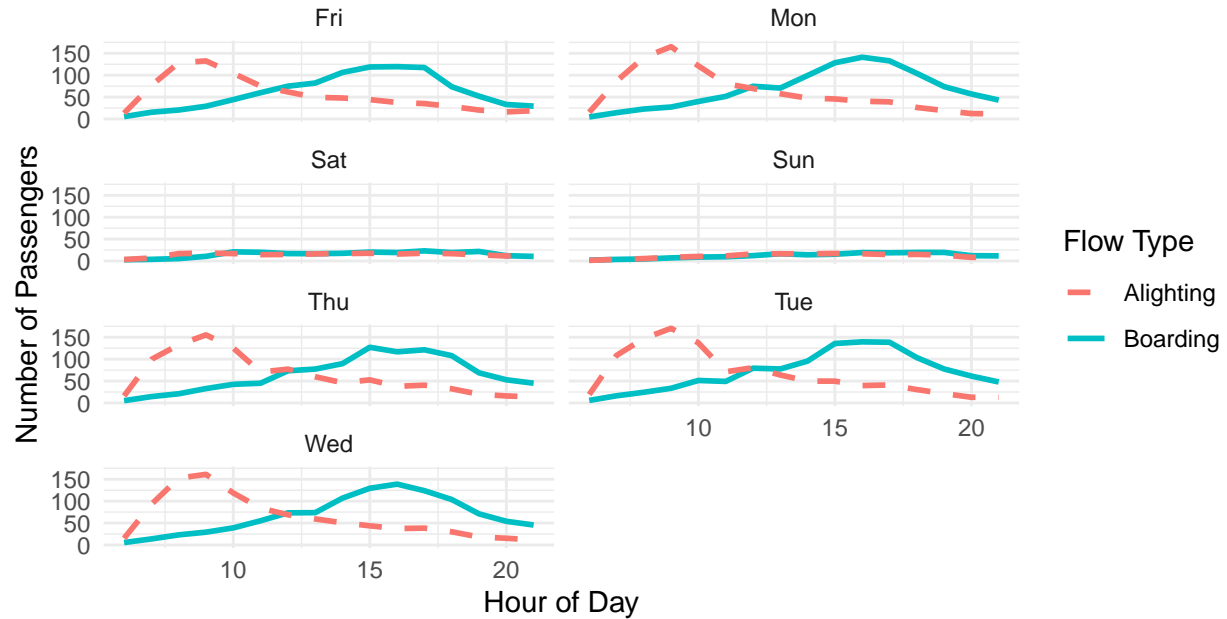 Fri
Mon
150
100
50
0
Sat
Sun
150
100
50
0
Thu
Tue
150
100
50
0
10
15
20
Wed
150
100
50
0
10
15
20
Hour of Day
Number of Passengers
Flow Type
Alighting
Boarding